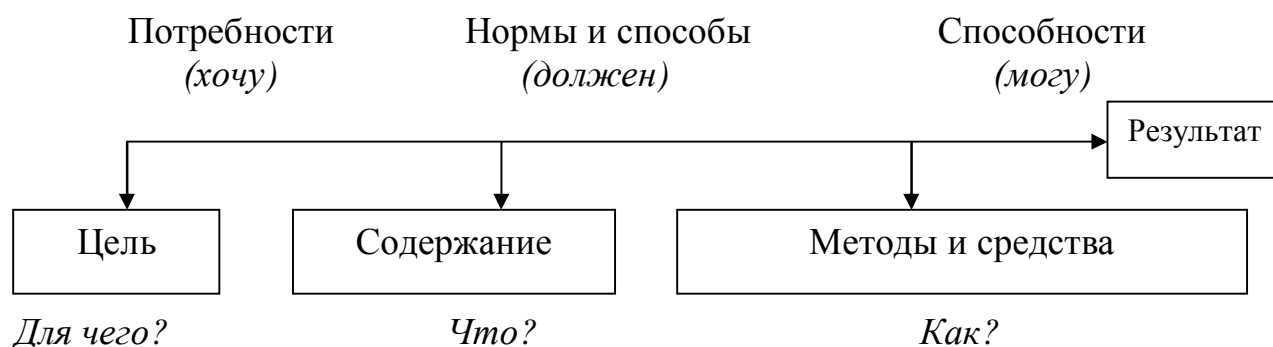 Потребности Нормы и способы Способности
(хочу) (должен) (могу)
Результат
Цель Содержание Методы и средства
Для чего? Что? Как?